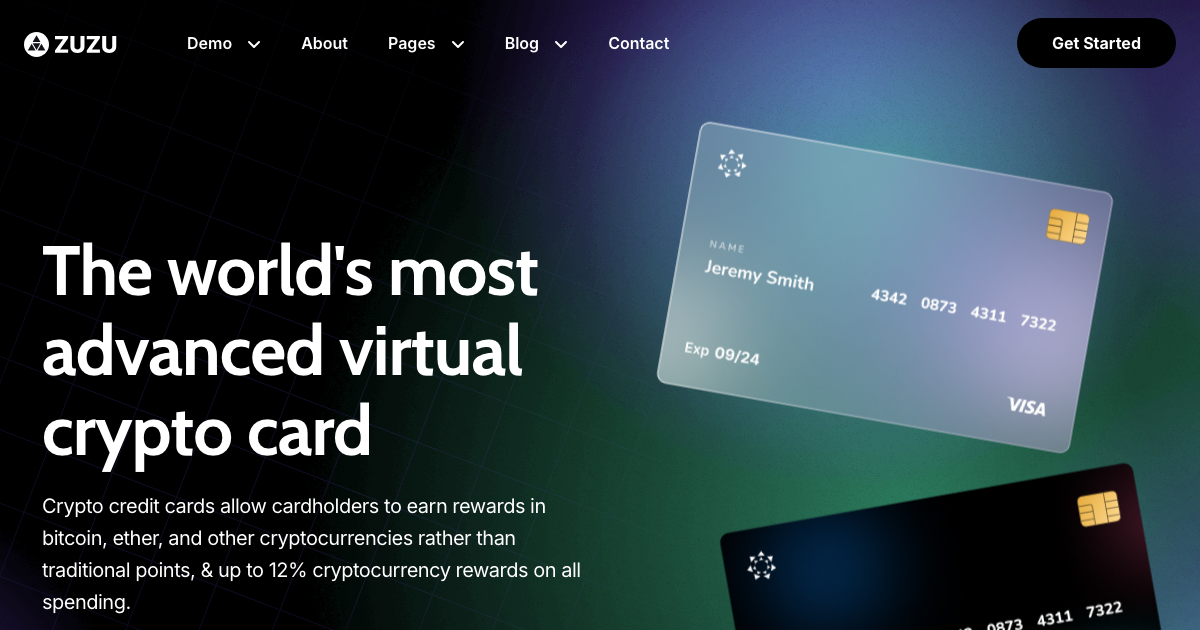 ZUZU
Demo
About
Pages
Blog
Contact
Get Started
The world's most
advanced virtual
crypto card
Crypto credit cards allow cardholders to earn rewards in
bitcoin, ether, and other cryptocurrencies rather than
traditional points, & up to 12% cryptocurrency rewards on all
spending.
NAME
Jeremy Smith
4342 0873 4311 7322
Exp 09/24
VISA
0873 4311 7322